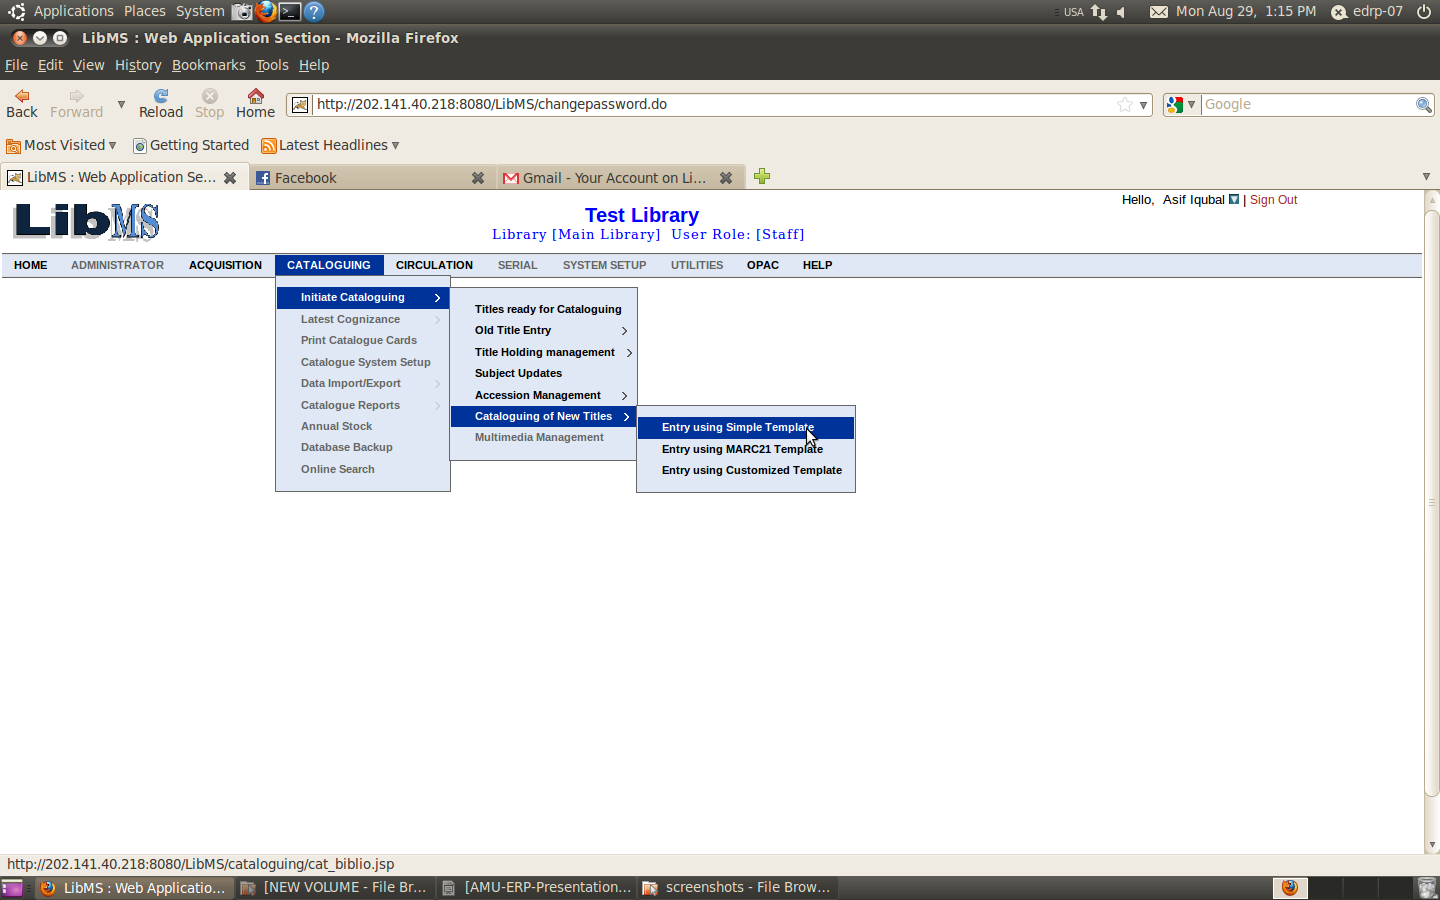 Applications Places System USA Mon Aug 29, 1:15 PM edrp-07
LibMS : Web Application Section - Mozilla Firefox
File Edit View History Bookmarks Tools Help
Back Forward Reload Stop Home http://202.141.40.218:8080/LibMS/changepassword.do Google
Most Visited Getting Started Latest Headlines
LibMS : Web Application Se... Facebook Gmail - Your Account on Li...
Hello, Asif Iqubal | Sign Out
LibMS
Test Library
Library [Main Library] User Role: [Staff]
HOME ADMINISTRATOR ACQUISITION CATALOGUING CIRCULATION SERIAL SYSTEM SETUP UTILITIES OPAC HELP
Initiate Cataloguing
Latest Cognizance
Print Catalogue Cards
Catalogue System Setup
Data Import/Export
Catalogue Reports
Annual Stock
Database Backup
Online Search
Titles ready for Cataloguing
Old Title Entry
Title Holding management
Subject Updates
Accession Management
Cataloguing of New Titles
Multimedia Management
Entry using Simple Template
Entry using MARC21 Template
Entry using Customized Template
http://202.141.40.218:8080/LibMS/cataloguing/cat_biblio.jsp
LibMS : Web Applicatio... [NEW VOLUME - File Br... [AMU-ERP-Presentation... screenshots - File Brow...